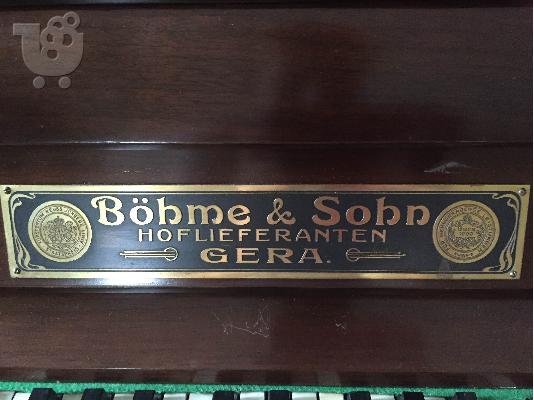 Böhme & Sohn
HOFLIEFERANTEN
GERA.